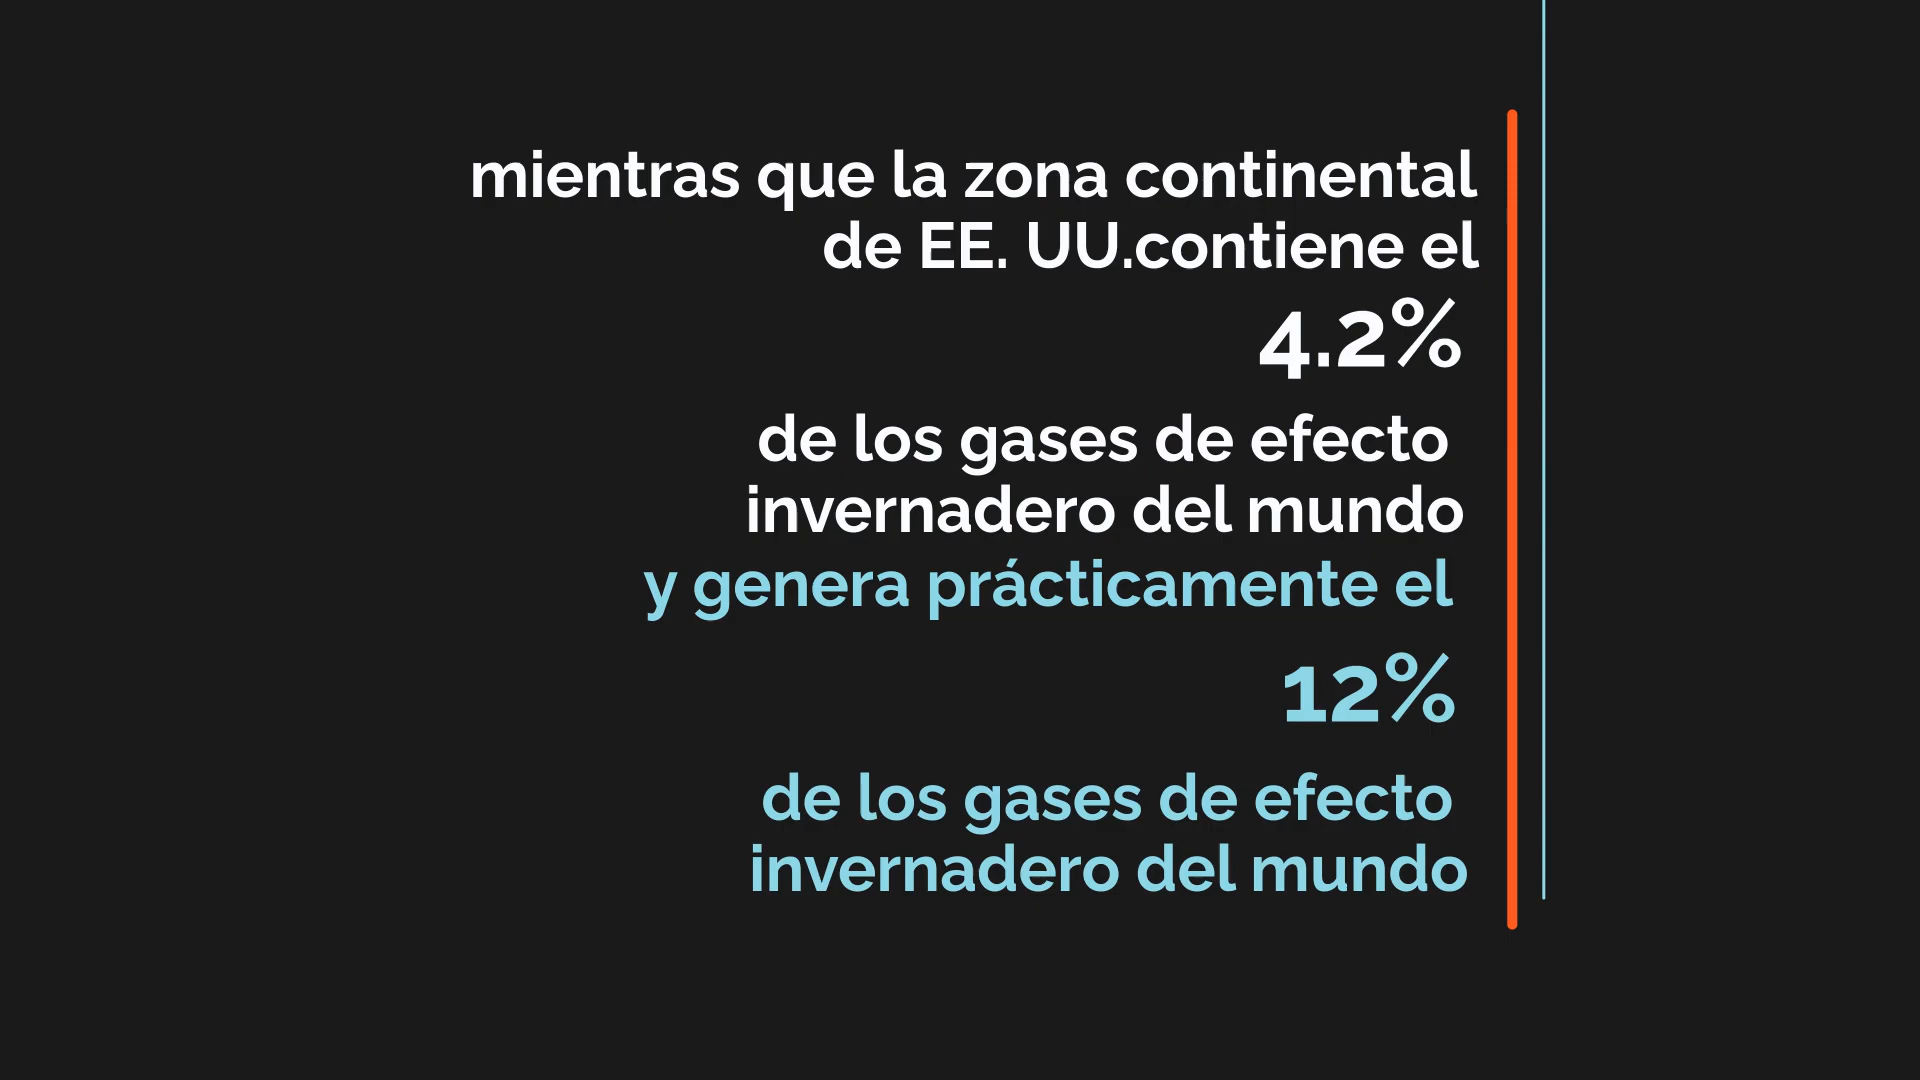 mientras que la zona continental
de EE. UU.contiene el
4.2%
de los gases de efecto
invernadero del mundo
y genera prácticamente el
12%
de los gases de efecto
invernadero del mundo